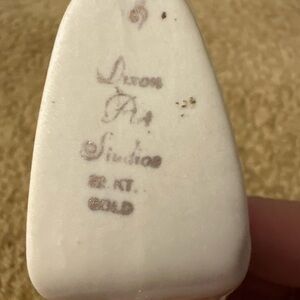 Dixon
Art
Studios
22 KT.
GOLD